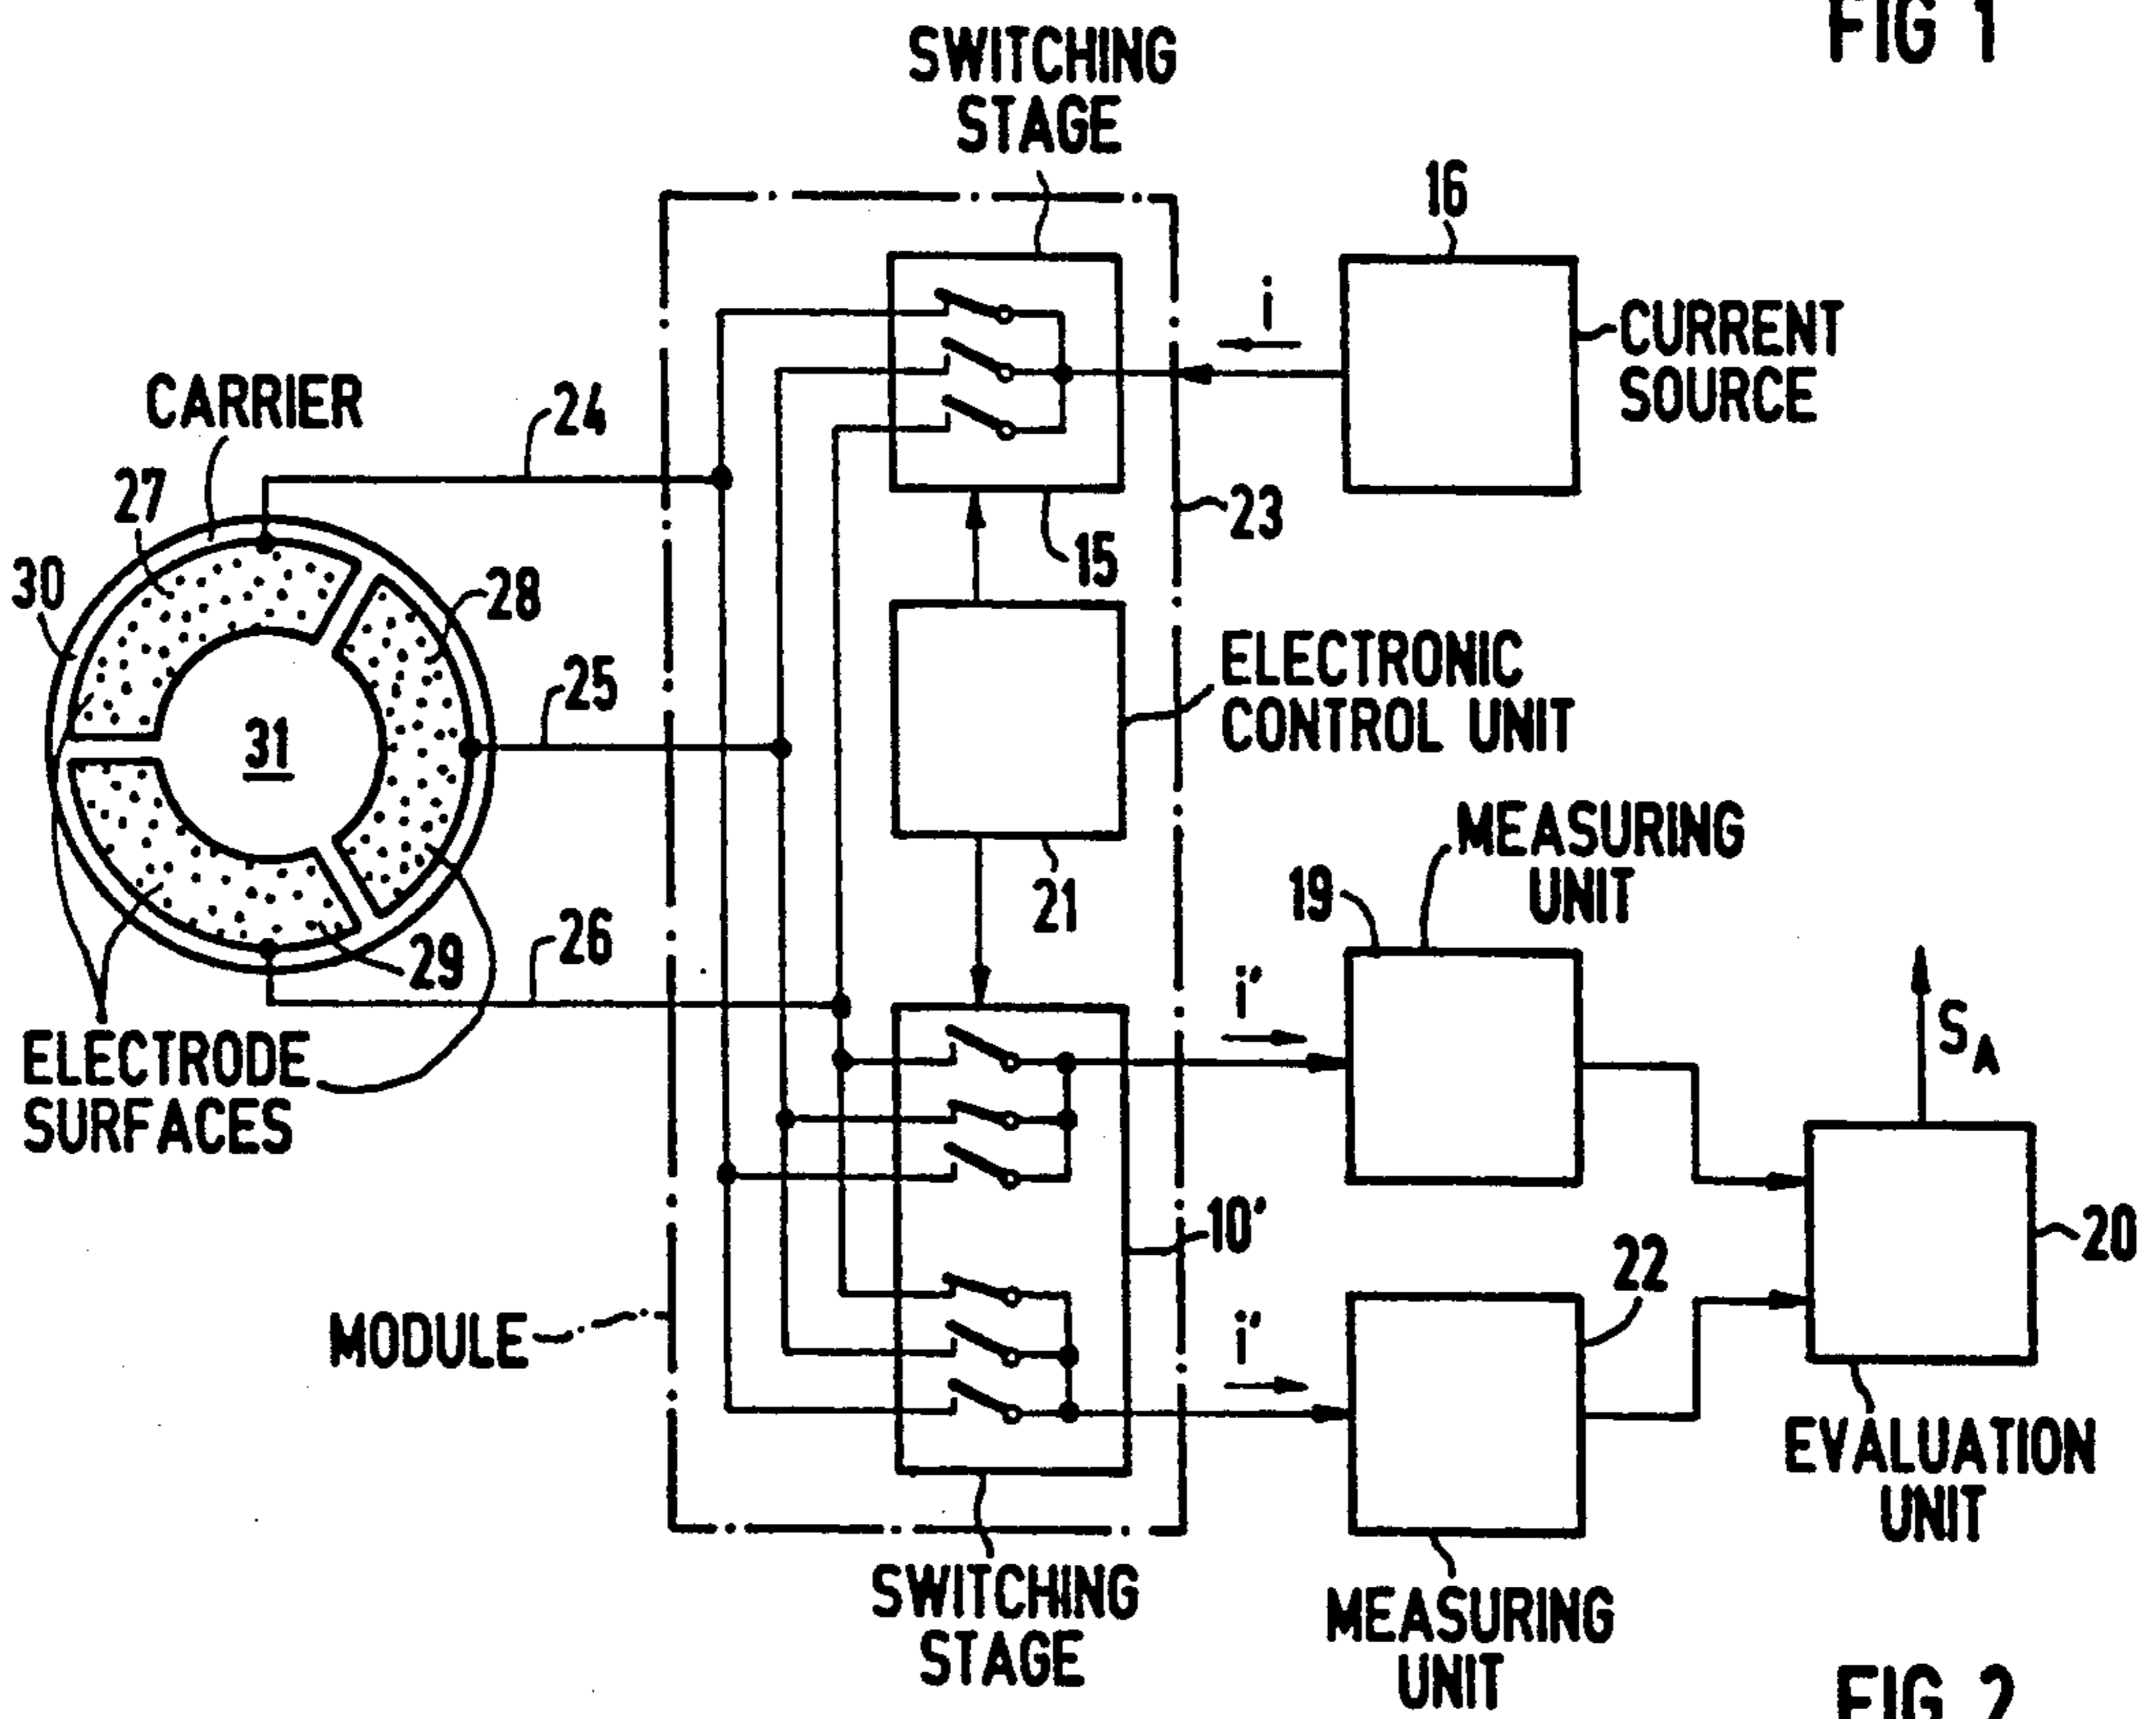 FIG 1
SWITCHING
STAGE
16
i
CURRENT
SOURCE
CARRIER
24
27
23
15
30
28
ELECTRONIC
CONTROL UNIT
25
31
MEASURING
UNIT
19
21
26
29
i'
S A
ELECTRODE
SURFACES
10'
20
22
MODULE
i'
EVALUATION
UNIT
SWITCHING
STAGE
MEASURING
UNIT
FIG 2